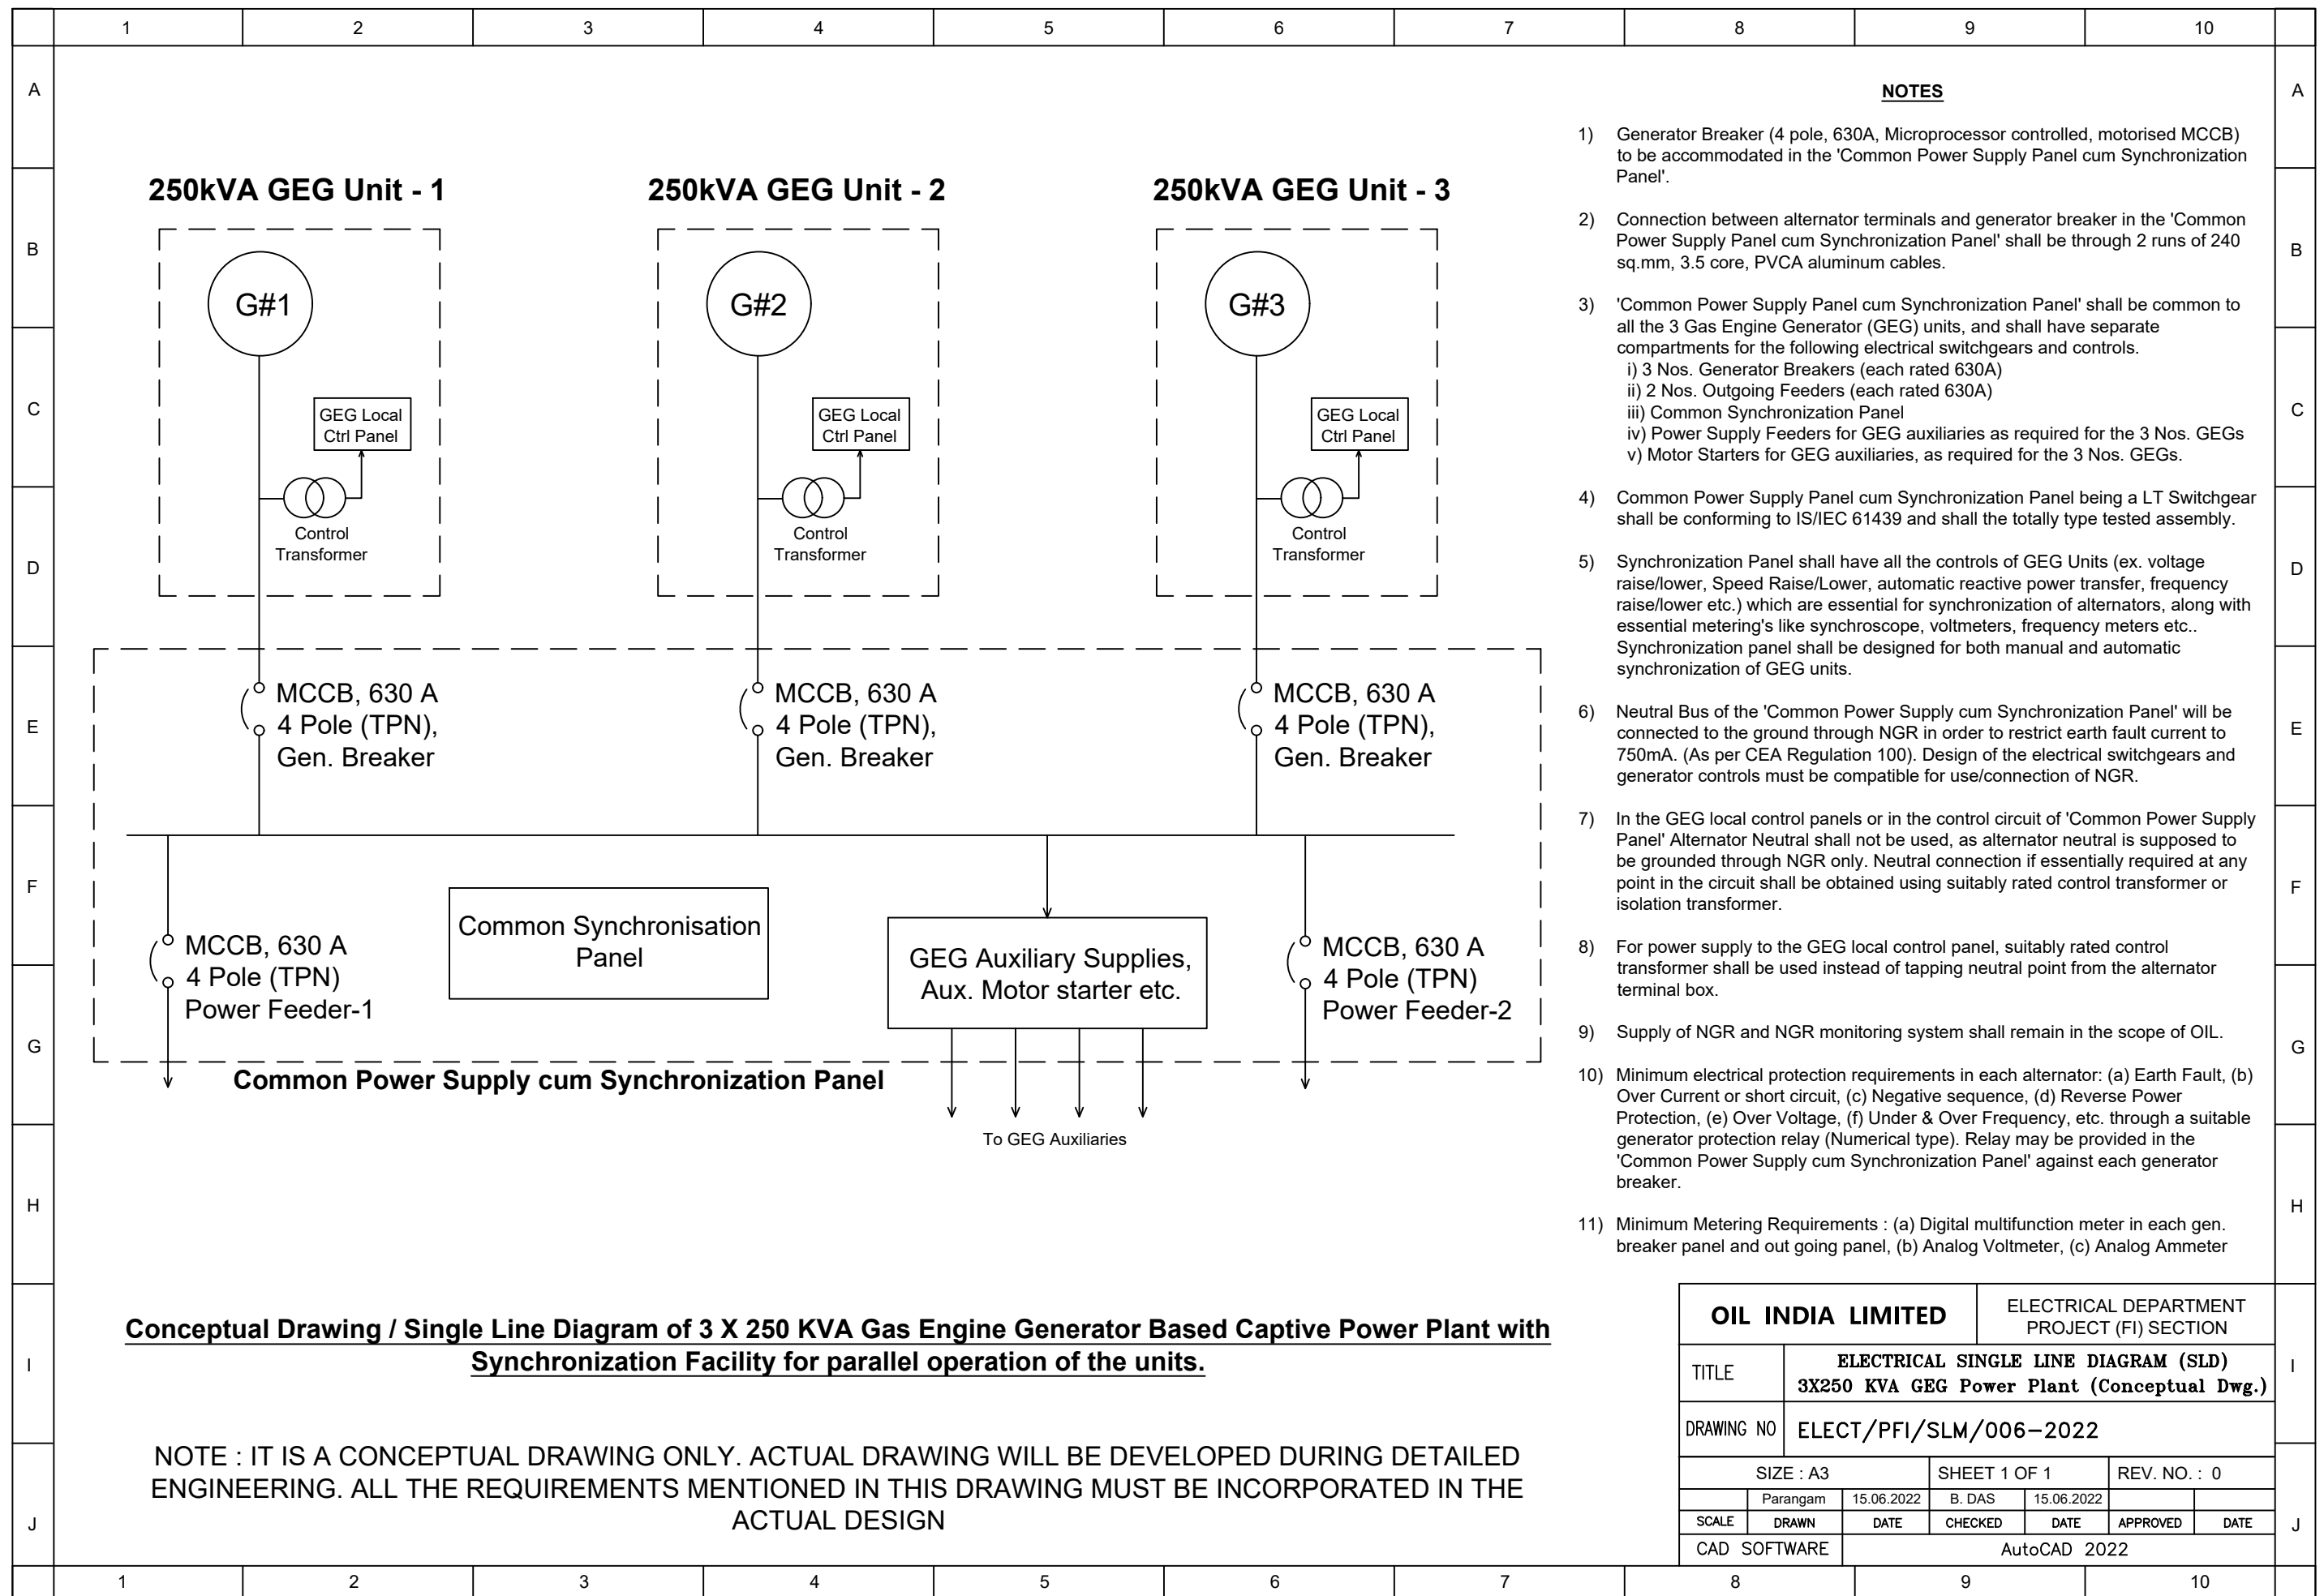 1 2 3 4 5 6 7 8 9 10
A A
B B
C C
D D
E E
F F
G G
H H
I I
J J
250kVA GEG Unit - 1
250kVA GEG Unit - 2
250kVA GEG Unit - 3
G#1
G#2
G#3
GEG Local
Ctrl Panel
GEG Local
Ctrl Panel
GEG Local
Ctrl Panel
Control
Transformer
Control
Transformer
Control
Transformer
MCCB, 630 A
4 Pole (TPN),
Gen. Breaker
MCCB, 630 A
4 Pole (TPN),
Gen. Breaker
MCCB, 630 A
4 Pole (TPN),
Gen. Breaker
MCCB, 630 A
4 Pole (TPN)
Power Feeder-1
Common Synchronisation
Panel
GEG Auxiliary Supplies,
Aux. Motor starter etc.
MCCB, 630 A
4 Pole (TPN)
Power Feeder-2
Common Power Supply cum Synchronization Panel
To GEG Auxiliaries
Conceptual Drawing / Single Line Diagram of 3 X 250 KVA Gas Engine Generator Based Captive Power Plant with
Synchronization Facility for parallel operation of the units.
NOTE : IT IS A CONCEPTUAL DRAWING ONLY. ACTUAL DRAWING WILL BE DEVELOPED DURING DETAILED
ENGINEERING. ALL THE REQUIREMENTS MENTIONED IN THIS DRAWING MUST BE INCORPORATED IN THE
ACTUAL DESIGN
NOTES
1) Generator Breaker (4 pole, 630A, Microprocessor controlled, motorised MCCB)
to be accommodated in the 'Common Power Supply Panel cum Synchronization
Panel'.
2) Connection between alternator terminals and generator breaker in the 'Common
Power Supply Panel cum Synchronization Panel' shall be through 2 runs of 240
sq.mm, 3.5 core, PVCA aluminum cables.
3) 'Common Power Supply Panel cum Synchronization Panel' shall be common to
all the 3 Gas Engine Generator (GEG) units, and shall have separate
compartments for the following electrical switchgears and controls.
i) 3 Nos. Generator Breakers (each rated 630A)
ii) 2 Nos. Outgoing Feeders (each rated 630A)
iii) Common Synchronization Panel
iv) Power Supply Feeders for GEG auxiliaries as required for the 3 Nos. GEGs
v) Motor Starters for GEG auxiliaries, as required for the 3 Nos. GEGs.
4) Common Power Supply Panel cum Synchronization Panel being a LT Switchgear
shall be conforming to IS/IEC 61439 and shall the totally type tested assembly.
5) Synchronization Panel shall have all the controls of GEG Units (ex. voltage
raise/lower, Speed Raise/Lower, automatic reactive power transfer, frequency
raise/lower etc.) which are essential for synchronization of alternators, along with
essential metering's like synchroscope, voltmeters, frequency meters etc..
Synchronization panel shall be designed for both manual and automatic
synchronization of GEG units.
6) Neutral Bus of the 'Common Power Supply cum Synchronization Panel' will be
connected to the ground through NGR in order to restrict earth fault current to
750mA. (As per CEA Regulation 100). Design of the electrical switchgears and
generator controls must be compatible for use/connection of NGR.
7) In the GEG local control panels or in the control circuit of 'Common Power Supply
Panel' Alternator Neutral shall not be used, as alternator neutral is supposed to
be grounded through NGR only. Neutral connection if essentially required at any
point in the circuit shall be obtained using suitably rated control transformer or
isolation transformer.
8) For power supply to the GEG local control panel, suitably rated control
transformer shall be used instead of tapping neutral point from the alternator
terminal box.
9) Supply of NGR and NGR monitoring system shall remain in the scope of OIL.
10) Minimum electrical protection requirements in each alternator: (a) Earth Fault, (b)
Over Current or short circuit, (c) Negative sequence, (d) Reverse Power
Protection, (e) Over Voltage, (f) Under & Over Frequency, etc. through a suitable
generator protection relay (Numerical type). Relay may be provided in the
'Common Power Supply cum Synchronization Panel' against each generator
breaker.
11) Minimum Metering Requirements : (a) Digital multifunction meter in each gen.
breaker panel and out going panel, (b) Analog Voltmeter, (c) Analog Ammeter
OIL INDIA LIMITED
ELECTRICAL DEPARTMENT
PROJECT (FI) SECTION
TITLE
ELECTRICAL SINGLE LINE DIAGRAM (SLD)
3X250 KVA GEG Power Plant (Conceptual Dwg.)
DRAWING NO ELECT/PFI/SLM/006-2022
SIZE : A3 SHEET 1 OF 1 REV. NO. : 0
Parangam 15.06.2022 B. DAS 15.06.2022
SCALE DRAWN DATE CHECKED DATE APPROVED DATE
CAD SOFTWARE AutoCAD 2022
1 2 3 4 5 6 7 8 9 10